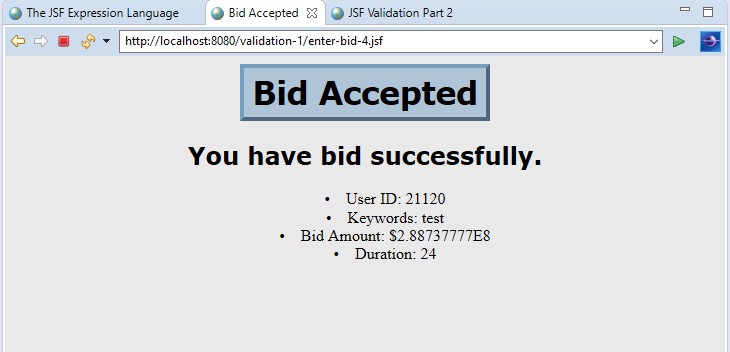 The JSF Expression Language Bid Accepted JSF Validation Part 2
http://localhost:8080/validation-1/enter-bid-4.jsf
Bid Accepted
You have bid successfully.
• User ID: 21120
• Keywords: test
• Bid Amount: $2.88737777E8
• Duration: 24